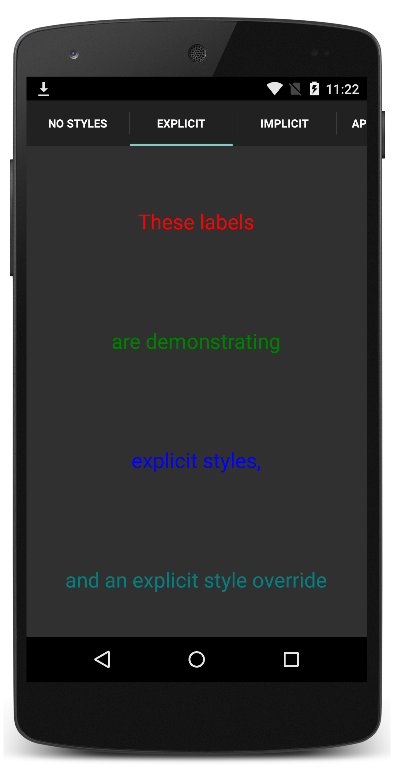 11:22
NO STYLES EXPLICIT IMPLICIT AP
These labels
are demonstrating
explicit styles,
and an explicit style override